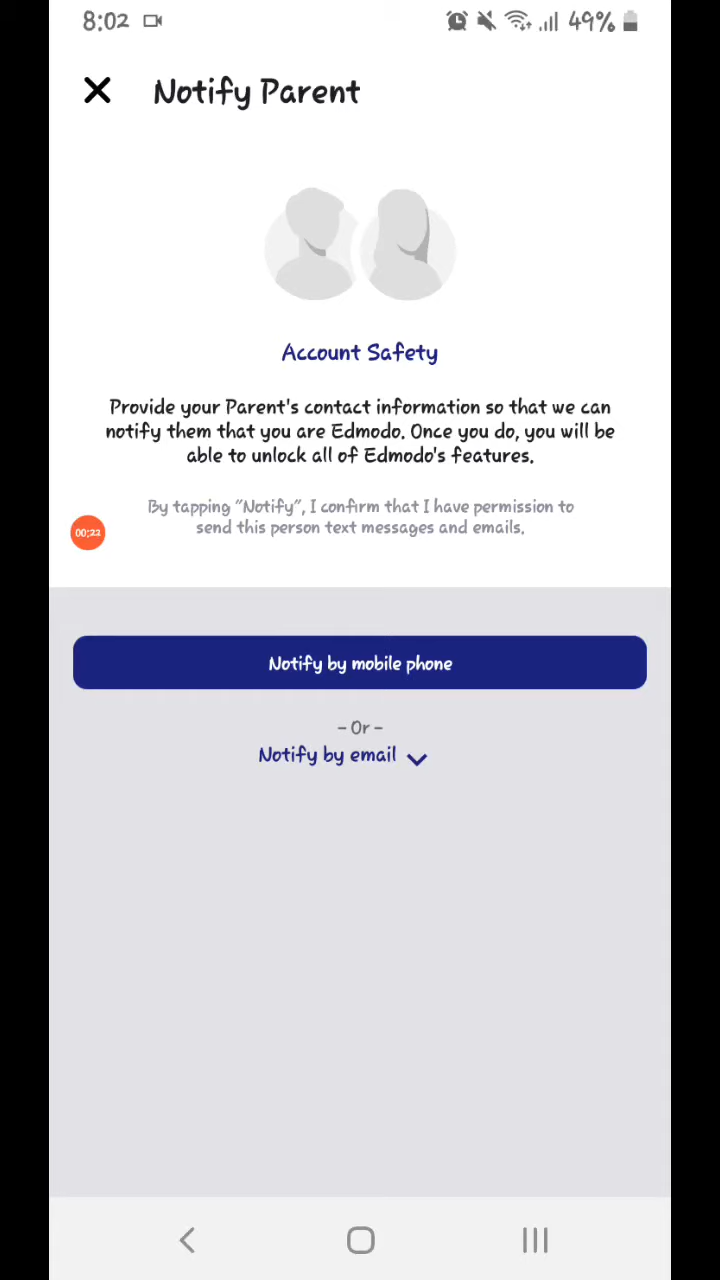 8:02 49%
Notify Parent
Account Safety
Provide your Parent's contact information so that we can
notify them that you are Edmodo. Once you do, you will be
able to unlock all of Edmodo's features.
By tapping "Notify", I confirm that I have permission to
send this person text messages and emails.
00:22
Notify by mobile phone
- Or -
Notify by email